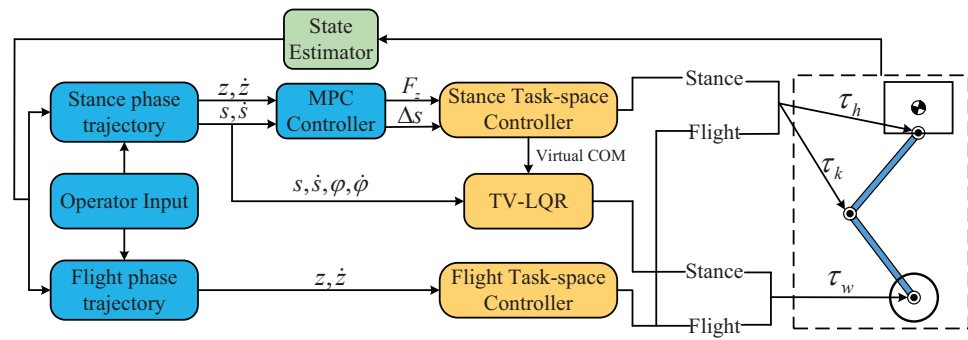 State
Estimator
Stance phase
trajectory
z, ż
s, ṡ
MPC
Controller
F_z
Δs
Stance Task-space
Controller
Stance
Flight
τ_h
τ_k
Virtual COM
Operator Input
s, ṡ, φ, φ̇
TV-LQR
Flight phase
trajectory
z, ż
Flight Task-space
Controller
Stance
Flight
τ_w